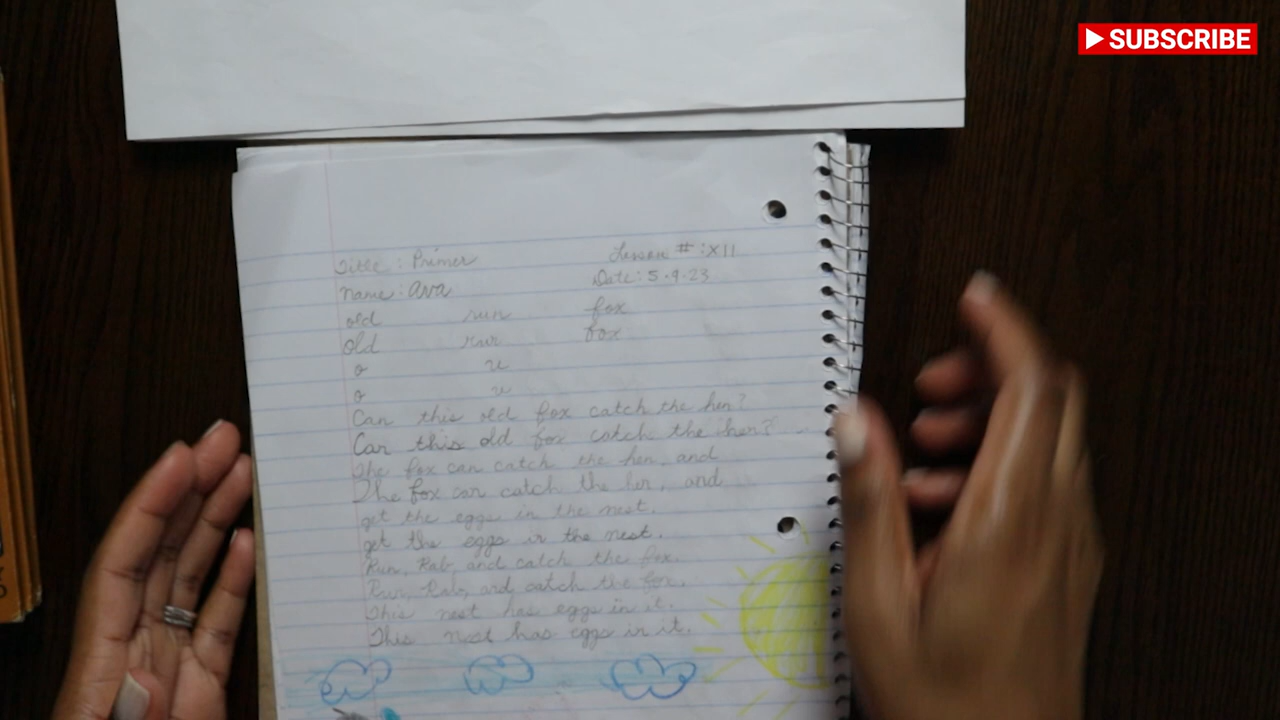 SUBSCRIBE
Title : Primer Lesson # : XII
Name : Ava Date : 5-9-23
old run fox
old run fox
o u
o u
Can this old fox catch the hen?
Can this old fox catch the hen?
The fox can catch the hen, and
The fox can catch the hen, and
get the eggs in the nest.
get the eggs in the nest.
Run, Rab, and catch the fox.
Run, Rab, and catch the fox.
This nest has eggs in it.
This nest has eggs in it.